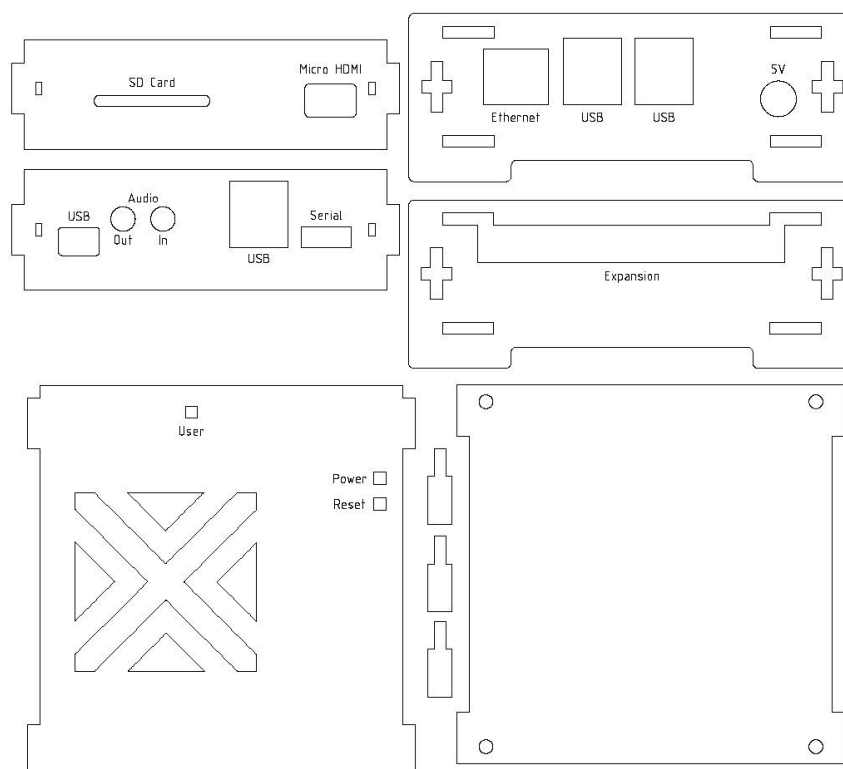 SD Card
Micro HDMI
Ethernet
USB
USB
5V
USB
Audio
Out
In
USB
Serial
Expansion
User
Power
Reset